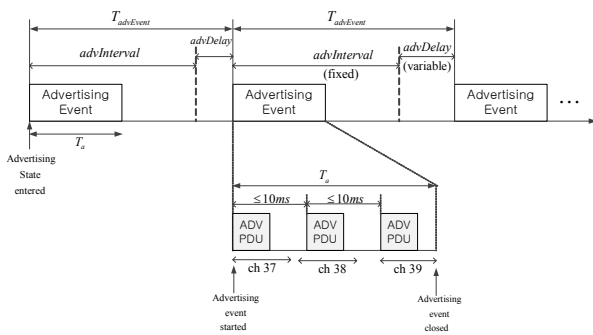 T_advEvent T_advEvent
advInterval advDelay advInterval advDelay
(fixed) (variable)
Advertising Event Advertising Event Advertising Event ...
T_a
Advertising
State
entered
T_a
≤10ms ≤10ms
ADV PDU ADV PDU ADV PDU
ch 37 ch 38 ch 39
Advertising event started
Advertising event closed